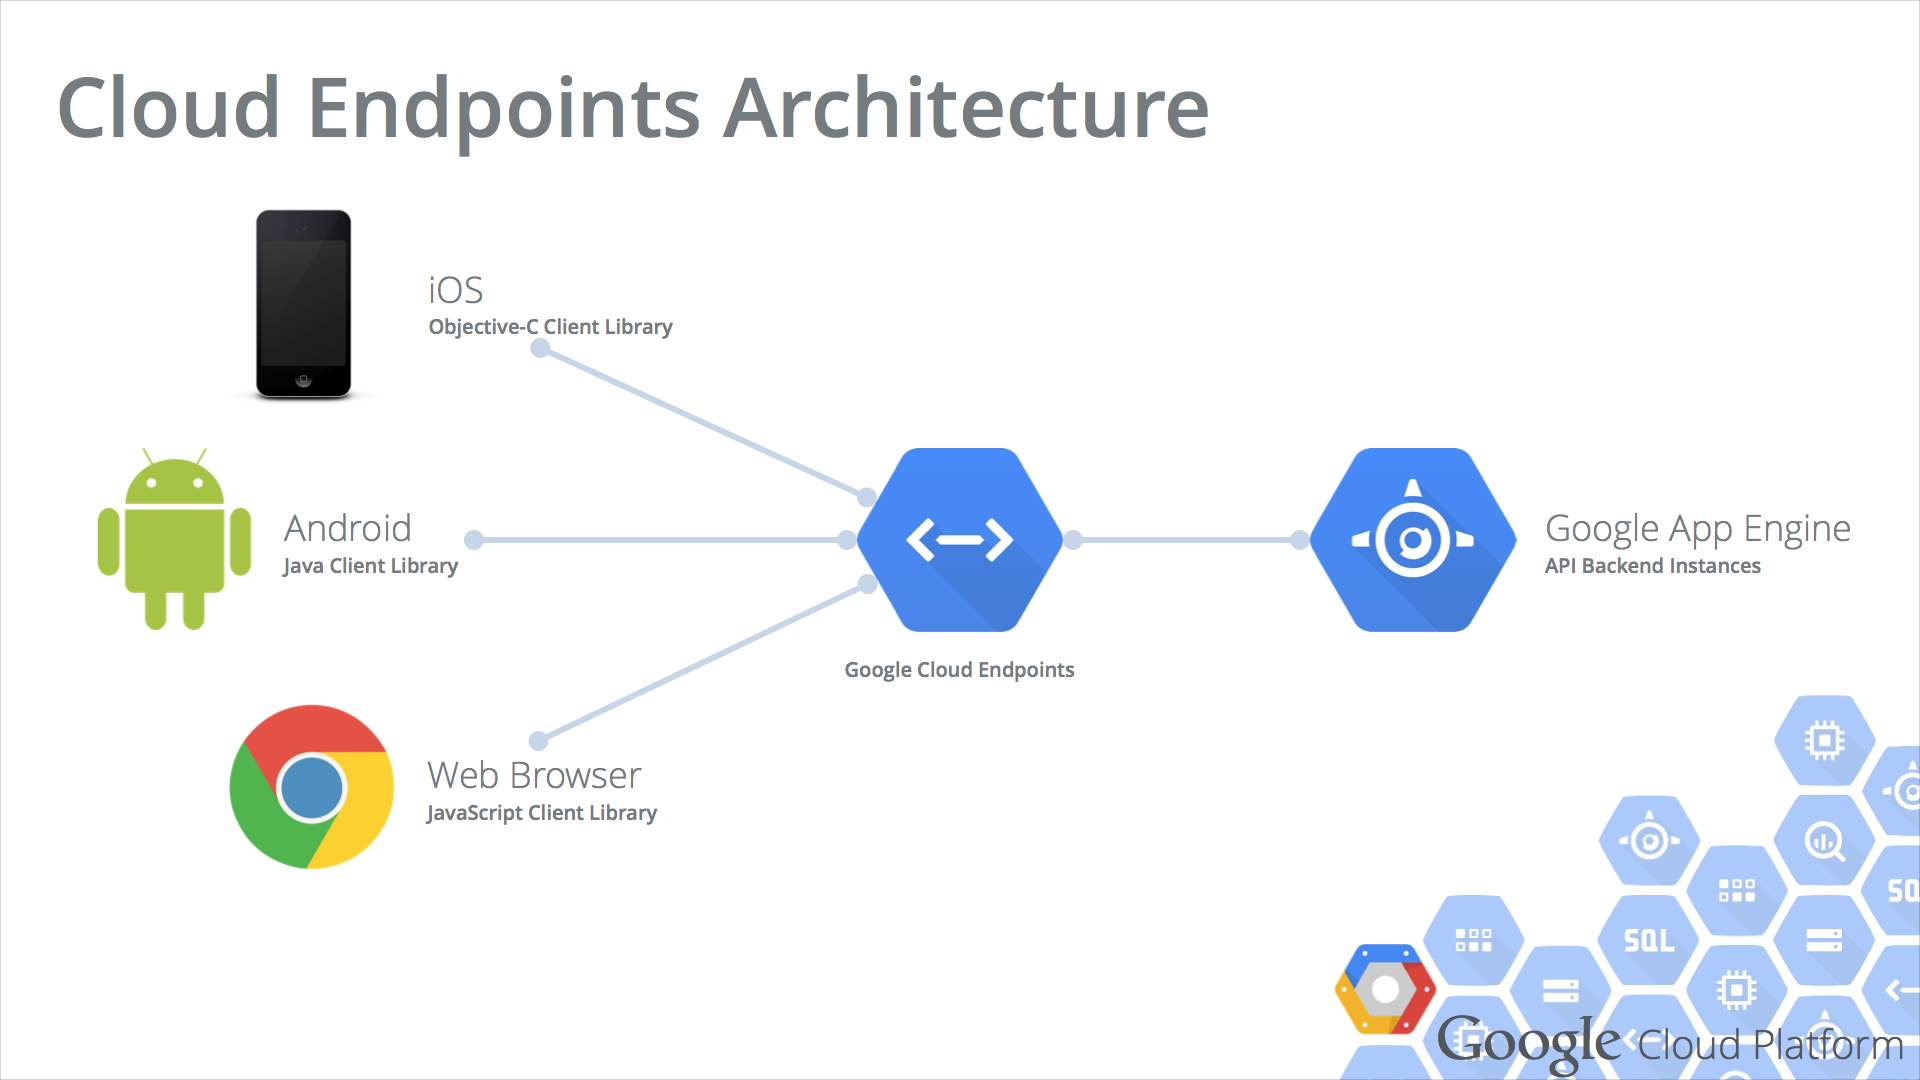 Cloud Endpoints Architecture
iOS
Objective-C Client Library
Android
Java Client Library
Google Cloud Endpoints
Google App Engine
API Backend Instances
Web Browser
JavaScript Client Library
SQL
SQ
Google Cloud Platform